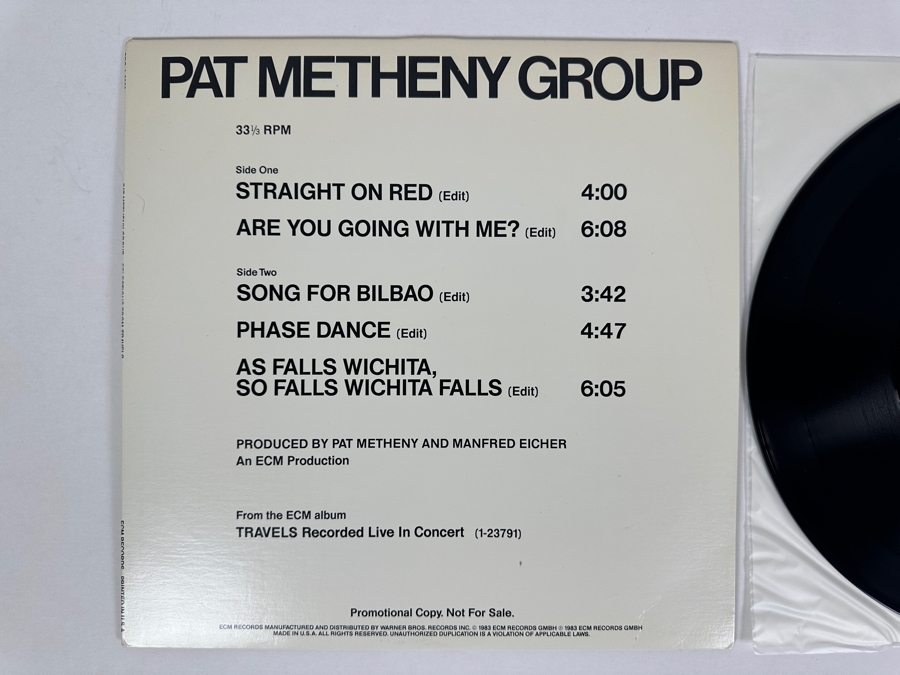 PAT METHENY GROUP
33⅓ RPM
Side One
STRAIGHT ON RED (Edit) 4:00
ARE YOU GOING WITH ME? (Edit) 6:08
Side Two
SONG FOR BILBAO (Edit) 3:42
PHASE DANCE (Edit) 4:47
AS FALLS WICHITA,
SO FALLS WICHITA FALLS (Edit) 6:05
PRODUCED BY PAT METHENY AND MANFRED EICHER
An ECM Production
From the ECM album
TRAVELS Recorded Live In Concert (1-23791)
Promotional Copy. Not For Sale.
ECM RECORDS MANUFACTURED AND DISTRIBUTED BY WARNER BROS. RECORDS INC. © 1983 ECM RECORDS GMBH ℗ 1983 ECM RECORDS GMBH
MADE IN U.S.A. ALL RIGHTS RESERVED. UNAUTHORIZED DUPLICATION IS A VIOLATION OF APPLICABLE LAWS.
ECM RECORDS PRINTED IN U.S.A.